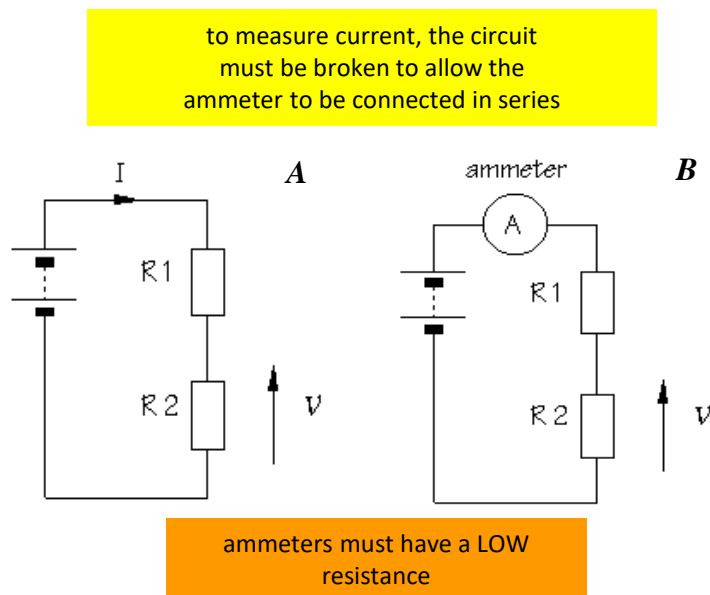 to measure current, the circuit
must be broken to allow the
ammeter to be connected in series
I
A
R1
R2
V
ammeter
B
A
R1
R2
V
ammeters must have a LOW
resistance